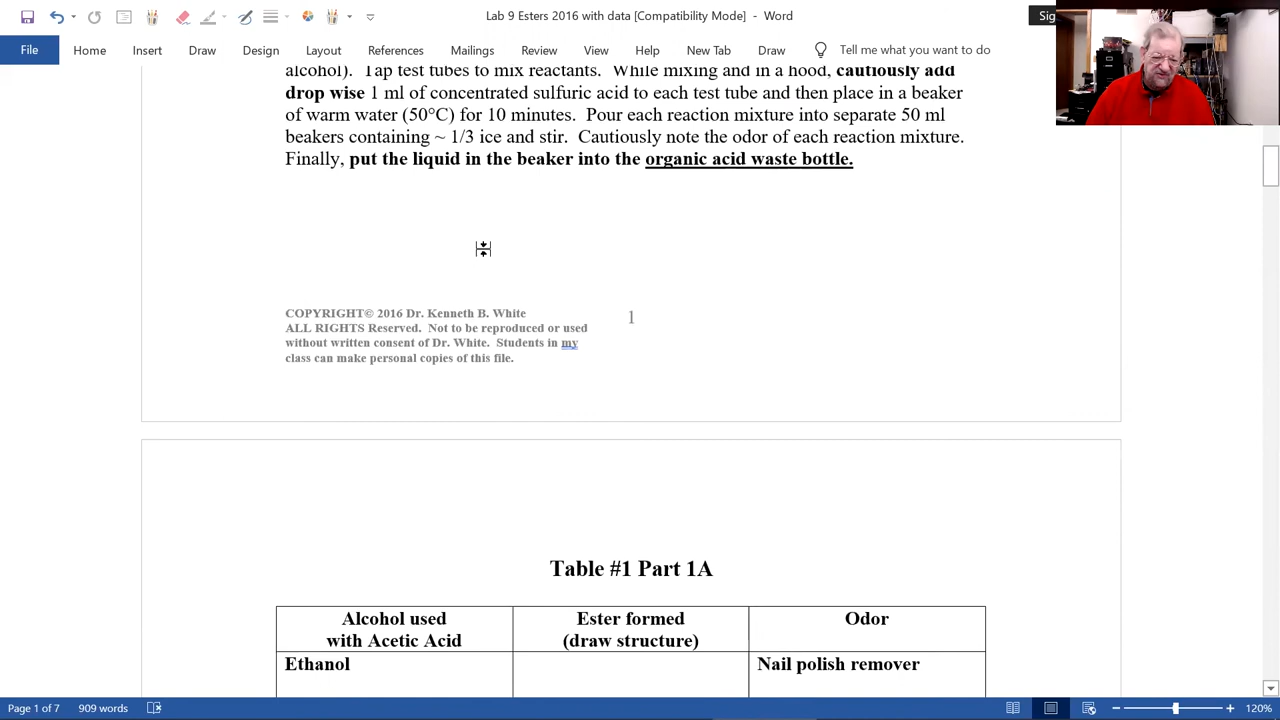 Lab 9 Esters 2016 with data [Compatibility Mode] - Word
Sig
File Home Insert Draw Design Layout References Mailings Review View Help New Tab Draw Tell me what you want to do
alcohol). Tap test tubes to mix reactants. While mixing and in a hood, cautiously add
drop wise 1 ml of concentrated sulfuric acid to each test tube and then place in a beaker
of warm water (50°C) for 10 minutes. Pour each reaction mixture into separate 50 ml
beakers containing ~ 1/3 ice and stir. Cautiously note the odor of each reaction mixture.
Finally, put the liquid in the beaker into the organic acid waste bottle.
COPYRIGHT© 2016 Dr. Kenneth B. White
1
ALL RIGHTS Reserved. Not to be reproduced or used
without written consent of Dr. White. Students in my
class can make personal copies of this file.
Table #1 Part 1A
Alcohol used
with Acetic Acid
Ester formed
(draw structure)
Odor
Ethanol
Nail polish remover
Page 1 of 7 909 words
120%